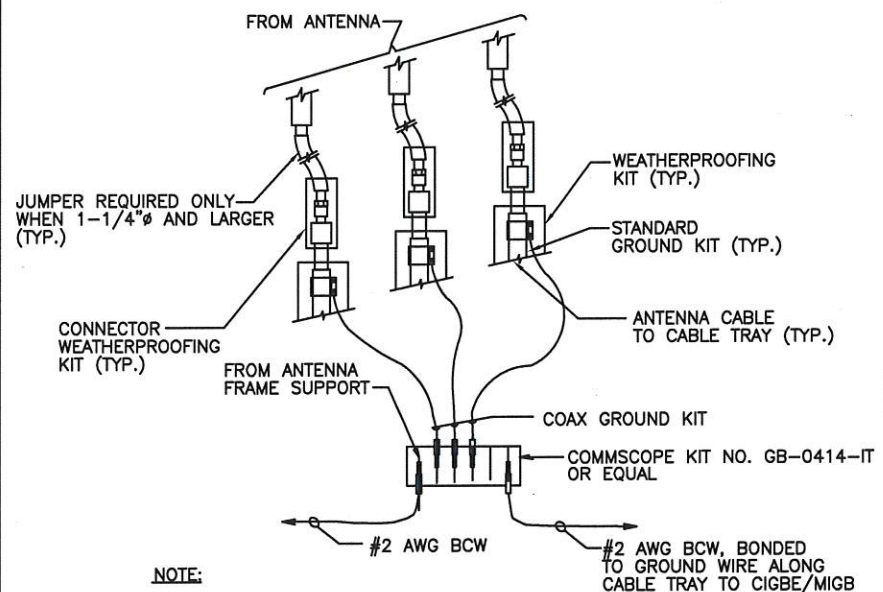 FROM ANTENNA
JUMPER REQUIRED ONLY
WHEN 1-1/4"ø AND LARGER
(TYP.)
WEATHERPROOFING
KIT (TYP.)
STANDARD
GROUND KIT (TYP.)
CONNECTOR
WEATHERPROOFING
KIT (TYP.)
ANTENNA CABLE
TO CABLE TRAY (TYP.)
FROM ANTENNA
FRAME SUPPORT
COAX GROUND KIT
COMMSCOPE KIT NO. GB-0414-IT
OR EQUAL
#2 AWG BCW
#2 AWG BCW, BONDED
TO GROUND WIRE ALONG
CABLE TRAY TO CIGBE/MIGB
NOTE: